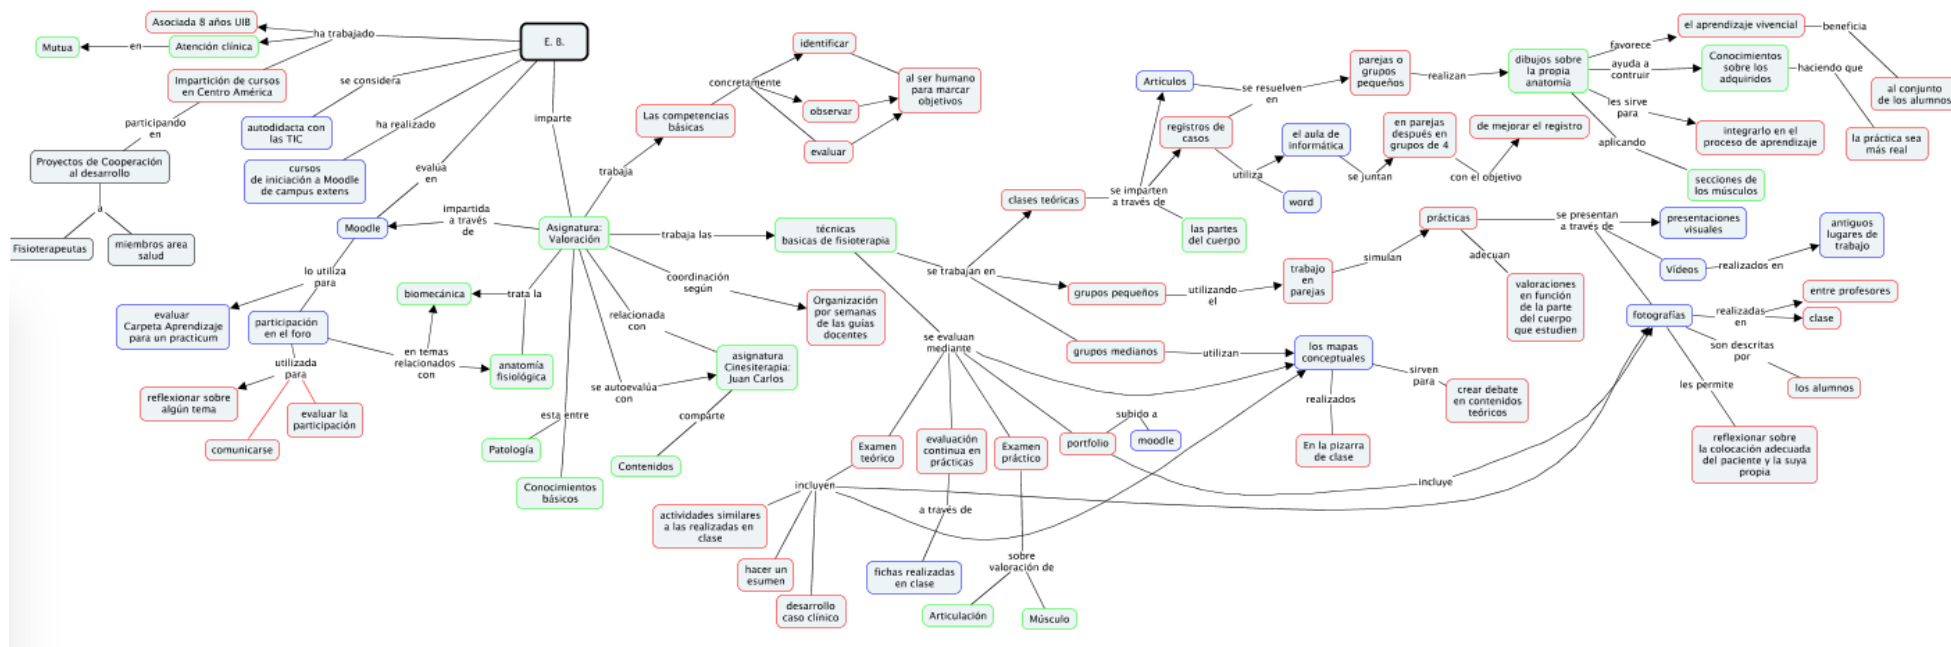 Asociada 8 años UIB
ha trabajado
Mutua
en
Atención clínica
E. B.
Impartición de cursos
en Centro América
se considera
participando
en
autodidacta con
las TIC
ha realizado
imparte
Proyectos de Cooperación
al desarrollo
cursos
de iniciación a Moodle
de campus extens
evalúa
en
a
Fisioterapeutas
miembros area
salud
Moodle
impartida
a través
de
Asignatura:
Valoración
trabaja
Las competencias
básicas
concretamente
identificar
observar
evaluar
al ser humano
para marcar
objetivos
lo utiliza
para
evaluar
Carpeta Aprendizaje
para un practicum
participación
en el foro
utilizada
para
reflexionar sobre
algún tema
comunicarse
evaluar la
participación
en temas
relacionados
con
biomecánica
trata la
anatomía
fisiológica
esta entre
Patología
Conocimientos
básicos
relacionada
con
se autoevalúa
con
asignatura
Cinesiterapia:
Juan Carlos
comparte
Contenidos
coordinación
según
Organización
por semanas
de las guías
docentes
trabaja las
técnicas
basicas de fisioterapia
se trabajan en
clases teóricas
se imparten
a través de
Articulos
se resuelven
en
registros de
casos
las partes
del cuerpo
utiliza
el aula de
informática
word
se juntan
en parejas
después en
grupos de 4
con el objetivo
de mejorar el registro
parejas o
grupos
pequeños
realizan
dibujos sobre
la propia
anatomía
favorece
el aprendizaje vivencial
beneficia
al conjunto
de los alumnos
ayuda a
contruir
Conocimientos
sobre los
adquiridos
haciendo que
la práctica sea
más real
les sirve
para
integrarlo en el
proceso de aprendizaje
aplicando
secciones de
los músculos
grupos pequeños
utilizando
el
trabajo
en
parejas
simulan
prácticas
adecuan
valoraciones
en función
de la parte
del cuerpo
que estudien
se presentan
a través de
presentaciones
visuales
Vídeos
realizados en
antiguos
lugares de
trabajo
fotografías
realizadas
en
entre profesores
clase
son descritas
por
los alumnos
les permite
reflexionar sobre
la colocación adecuada
del paciente y la suya
propia
grupos medianos
utilizan
los mapas
conceptuales
sirven
para
crear debate
en contenidos
teóricos
realizados
En la pizarra
de clase
se evaluan
mediante
Examen
teórico
evaluación
continua en
prácticas
Examen
práctico
portfolio
subido a
moodle
incluye
incluyen
actividades similares
a las realizadas en
clase
hacer un
esumen
desarrollo
caso clínico
a través de
fichas realizadas
en clase
sobre
valoración de
Articulación
Músculo